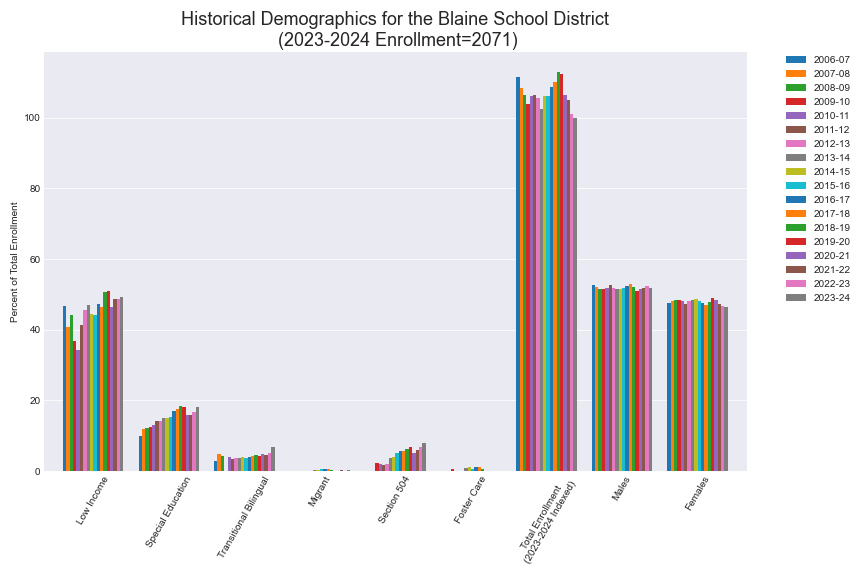 Historical Demographics for the Blaine School District
(2023-2024 Enrollment=2071)
Percent of Total Enrollment
100
80
60
40
20
0
Low Income
Special Education
Transitional Bilingual
Migrant
Section 504
Foster Care
Total Enrollment
(2023-2024 Indexed)
Males
Females
2006-07
2007-08
2008-09
2009-10
2010-11
2011-12
2012-13
2013-14
2014-15
2015-16
2016-17
2017-18
2018-19
2019-20
2020-21
2021-22
2022-23
2023-24